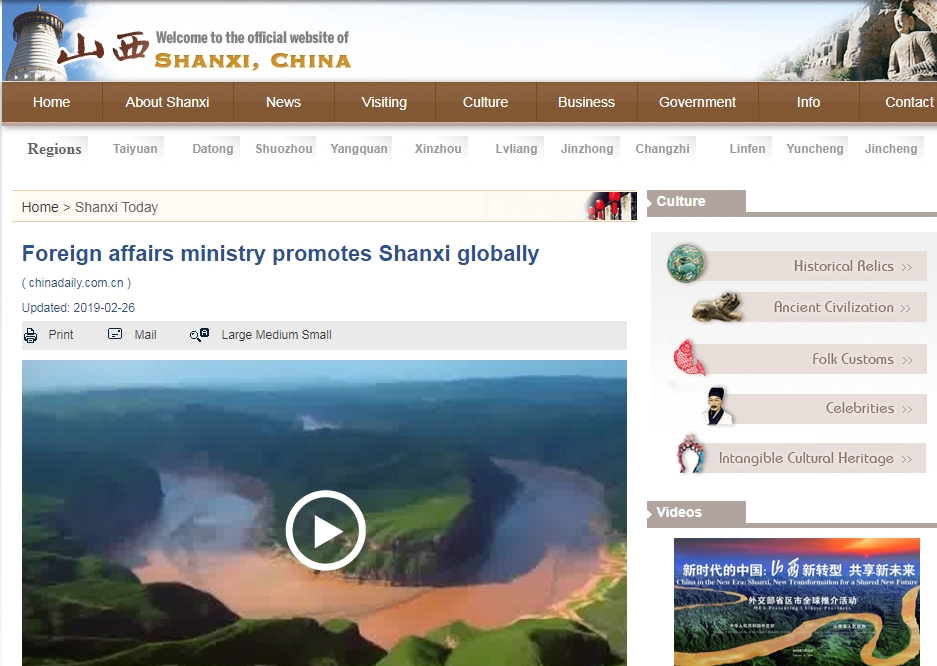 山西
Welcome to the official website of
SHANXI, CHINA
Home About Shanxi News Visiting Culture Business Government Info Contact
Regions Taiyuan Datong Shuozhou Yangquan Xinzhou Lvliang Jinzhong Changzhi Linfen Yuncheng Jincheng
Home > Shanxi Today
Foreign affairs ministry promotes Shanxi globally
( chinadaily.com.cn )
Updated: 2019-02-26
Print Mail Large Medium Small
Culture
Historical Relics >>
Ancient Civilization >>
Folk Customs >>
Celebrities >>
Intangible Cultural Heritage >>
Videos
新时代的中国:山西新转型 共享新未来
China in the New Era: Shanxi, New Transformation for a Shared New Future
外交部省区市全球推介活动
MFA Presenting Chinese Provinces